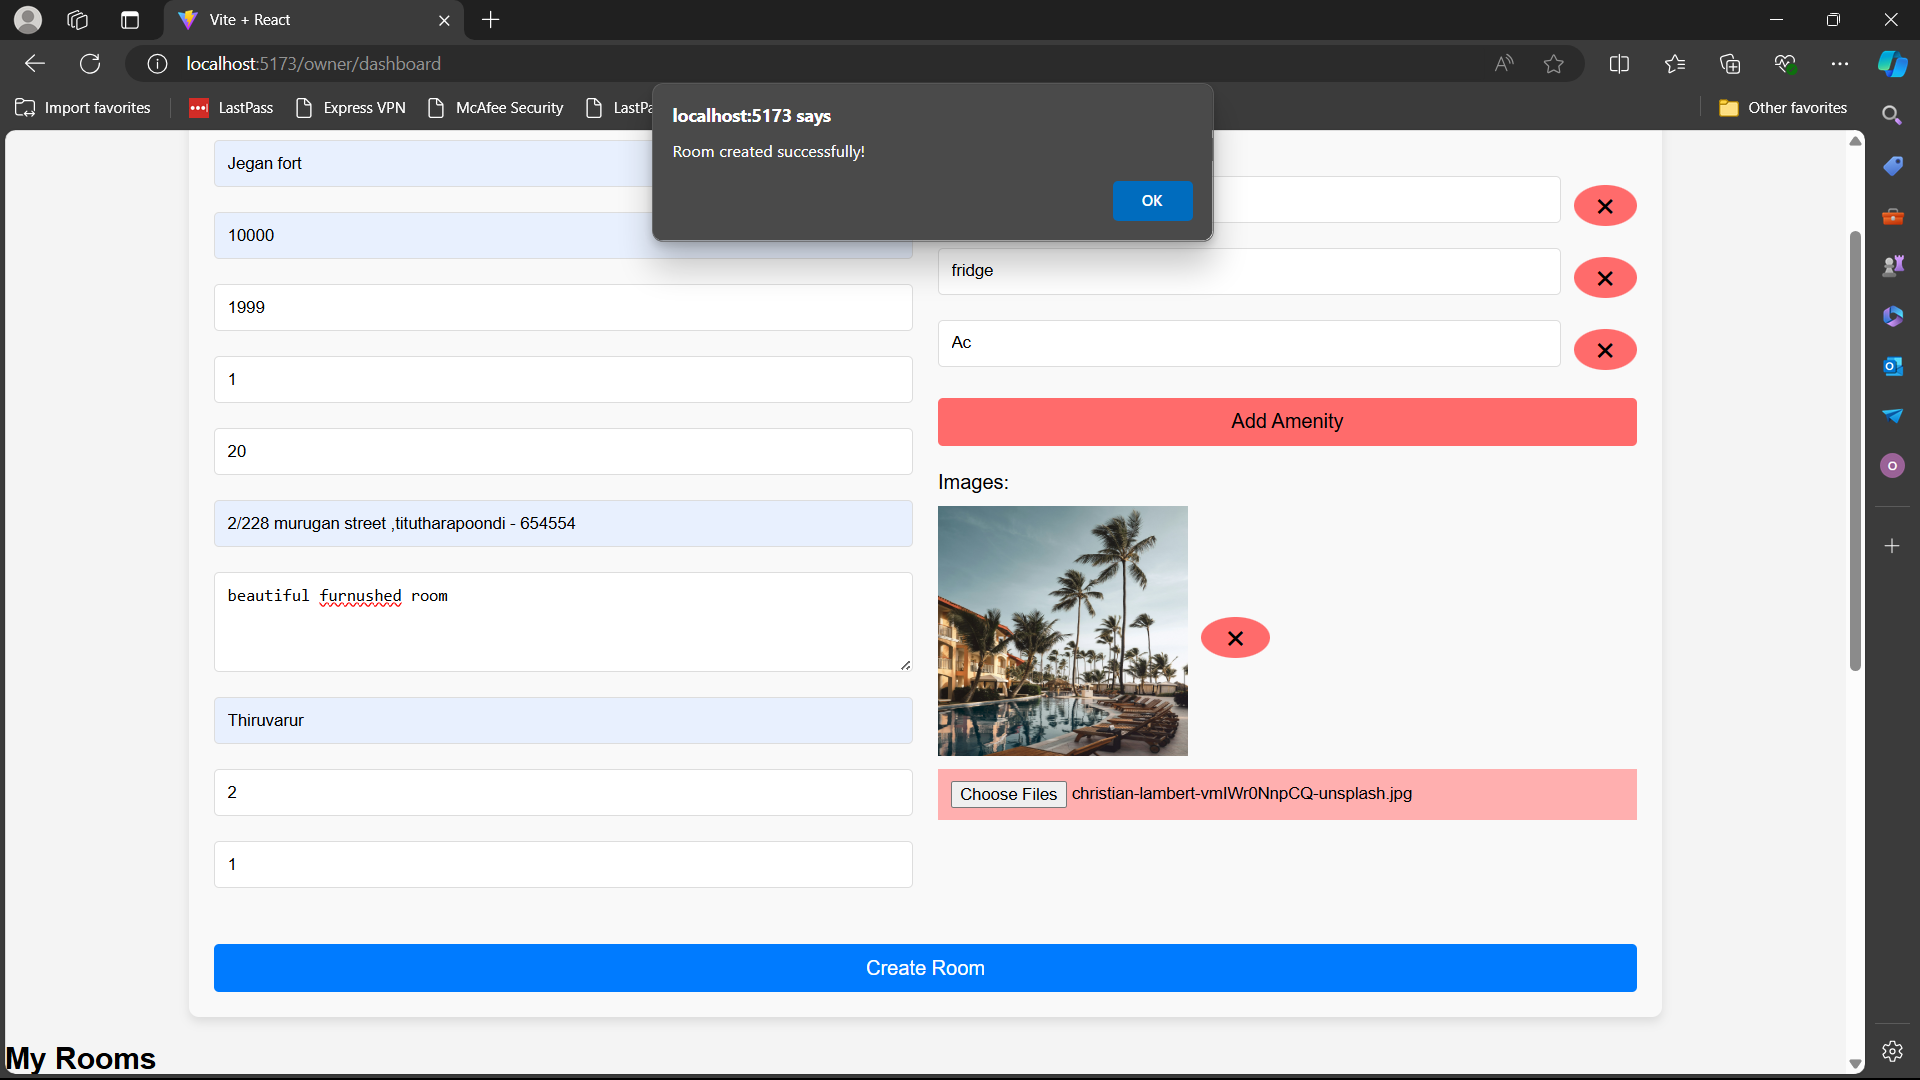 Vite + React
localhost:5173/owner/dashboard
Import favorites
LastPass
Express VPN
McAfee Security
LastPa
Other favorites
localhost:5173 says
Room created successfully!
OK
Jegan fort
10000
1999
1
20
2/228 murugan street ,titutharapoondi - 654554
beautiful furnushed room
Thiruvarur
2
1
fridge
Ac
Add Amenity
Images:
Choose Files christian-lambert-vmIWr0NnpCQ-unsplash.jpg
Create Room
My Rooms